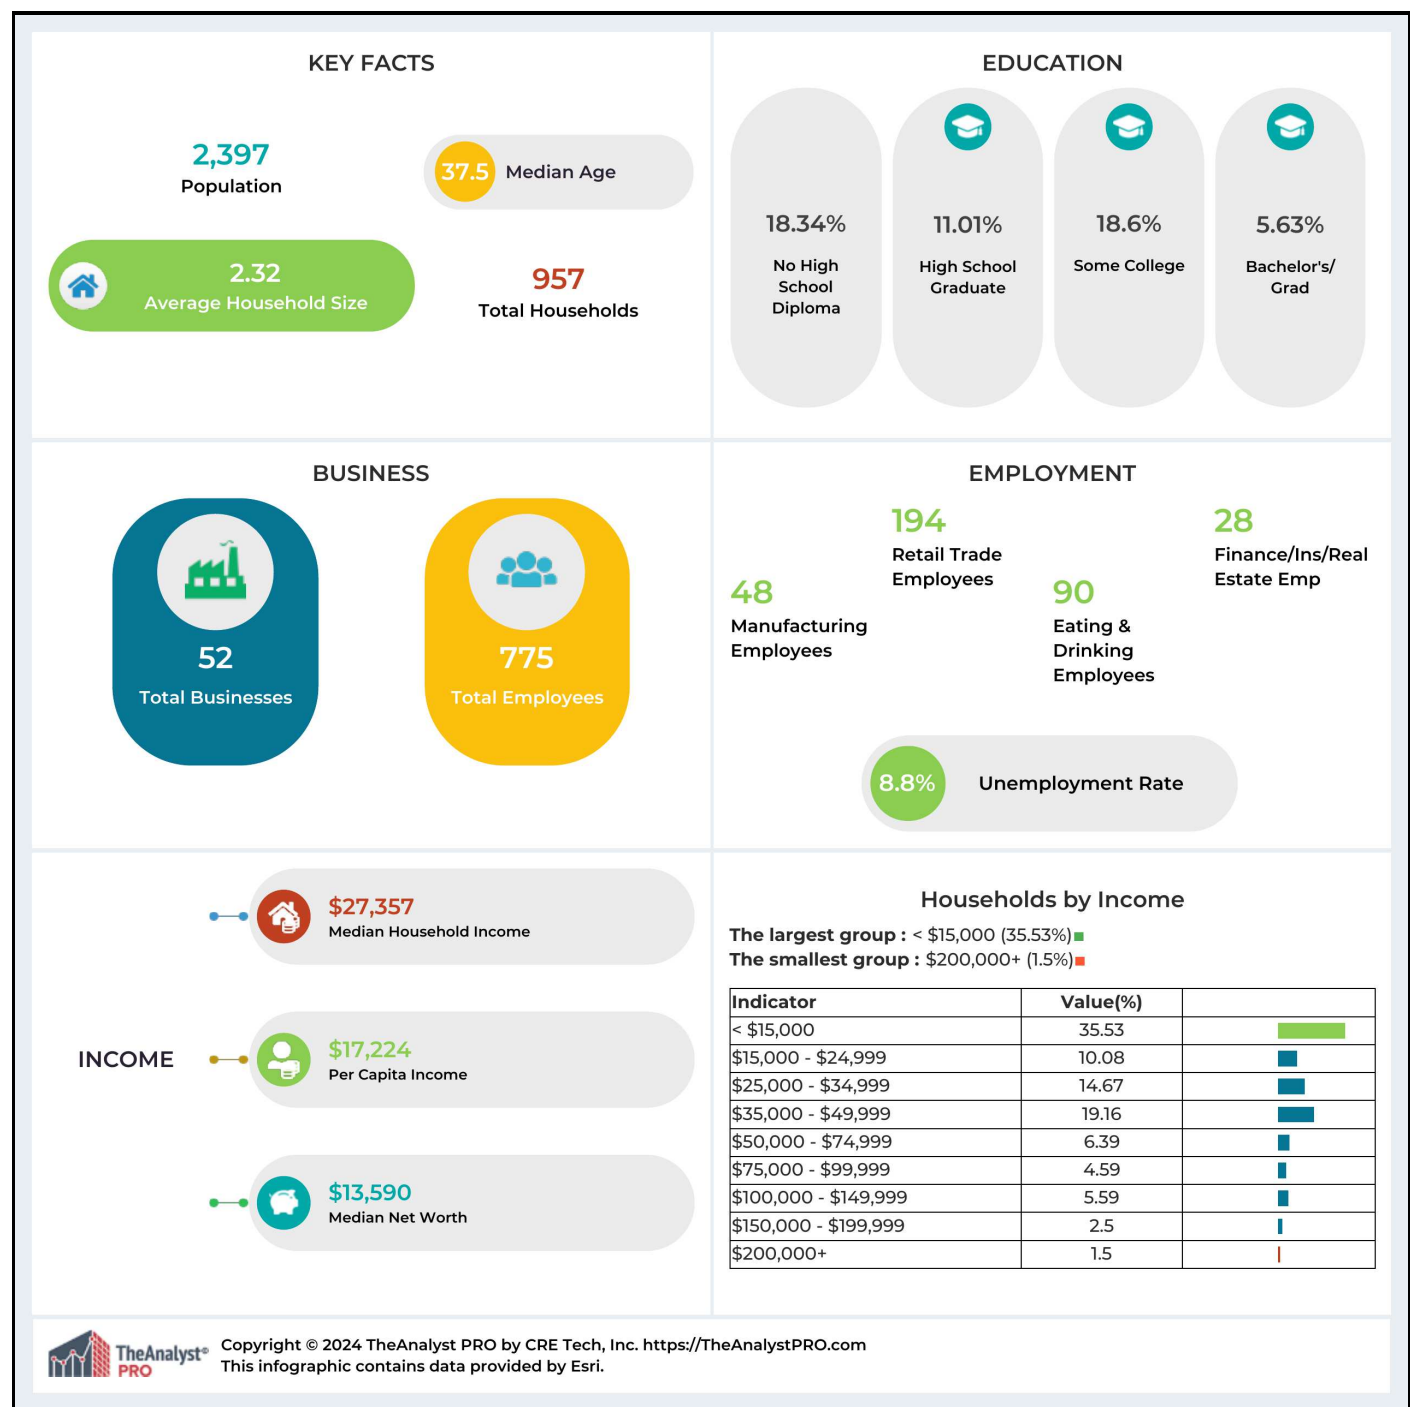 KEY FACTS
2,397
Population
37.5 Median Age
2.32
Average Household Size
957
Total Households
EDUCATION
18.34%
No High
School
Diploma
11.01%
High School
Graduate
18.6%
Some College
5.63%
Bachelor's/
Grad
BUSINESS
52
Total Businesses
775
Total Employees
EMPLOYMENT
48
Manufacturing
Employees
194
Retail Trade
Employees
90
Eating &
Drinking
Employees
28
Finance/Ins/Real
Estate Emp
8.8% Unemployment Rate
INCOME
$27,357
Median Household Income
$17,224
Per Capita Income
$13,590
Median Net Worth
Households by Income
The largest group : < $15,000 (35.53%)
The smallest group : $200,000+ (1.5%)
Indicator Value(%)
< $15,000 35.53
$15,000 - $24,999 10.08
$25,000 - $34,999 14.67
$35,000 - $49,999 19.16
$50,000 - $74,999 6.39
$75,000 - $99,999 4.59
$100,000 - $149,999 5.59
$150,000 - $199,999 2.5
$200,000+ 1.5
TheAnalyst®
PRO
Copyright © 2024 TheAnalyst PRO by CRE Tech, Inc. https://TheAnalystPRO.com
This infographic contains data provided by Esri.